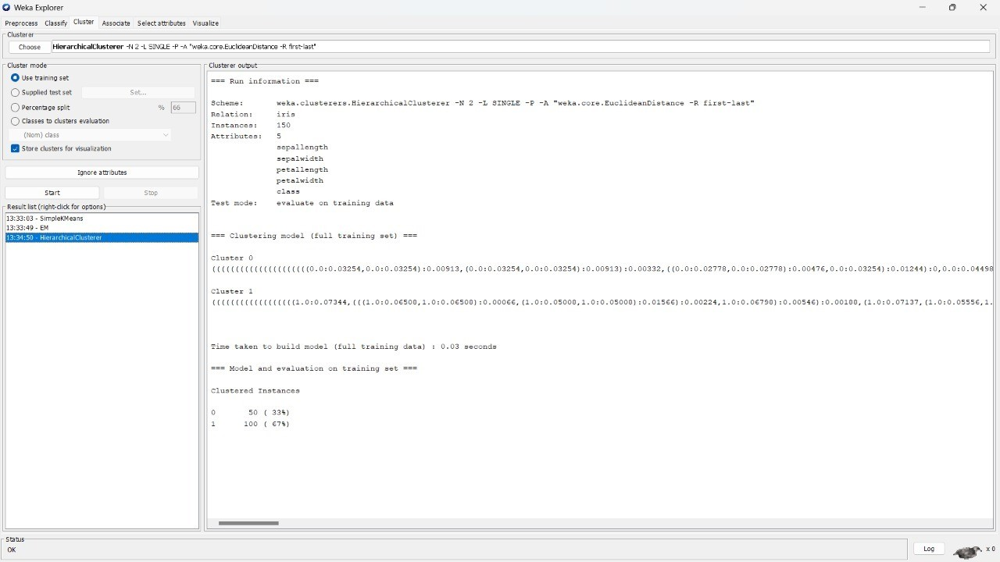 Weka Explorer
Preprocess Classify Cluster Associate Select attributes Visualize
Clusterer
Choose HierarchicalClusterer -N 2 -L SINGLE -P -A "weka.core.EuclideanDistance -R first-last"
Cluster mode
Use training set
Supplied test set Set...
Percentage split % 66
Classes to clusters evaluation
(Nom) class
Store clusters for visualization
Ignore attributes
Start Stop
Result list (right-click for options)
13:33:03 - SimpleKMeans
13:33:49 - EM
13:34:50 - HierarchicalClusterer
Clusterer output
=== Run information ===
Scheme: weka.clusterers.HierarchicalClusterer -N 2 -L SINGLE -P -A "weka.core.EuclideanDistance -R first-last"
Relation: iris
Instances: 150
Attributes: 5
sepallength
sepalwidth
petallength
petalwidth
class
Test mode: evaluate on training data
=== Clustering model (full training set) ===
Cluster 0
((((((((((((((((((((0.0:0.03254,0.0:0.03254):0.00913,(0.0:0.03254,0.0:0.03254):0.00913):0.00332,((0.0:0.02778,0.0:0.02778):0.00476,0.0:0.03254):0.01244):0,0.0:0.04498
Cluster 1
((((((((((((((((((1.0:0.07344,(((1.0:0.06508,1.0:0.06508):0.00066,(1.0:0.05008,1.0:0.05008):0.01566):0.00224,1.0:0.06798):0.00546):0.00188,(1.0:0.07137,(1.0:0.05556,1.
Time taken to build model (full training data) : 0.03 seconds
=== Model and evaluation on training set ===
Clustered Instances
0 50 ( 33%)
1 100 ( 67%)
Status
OK
Log x 0